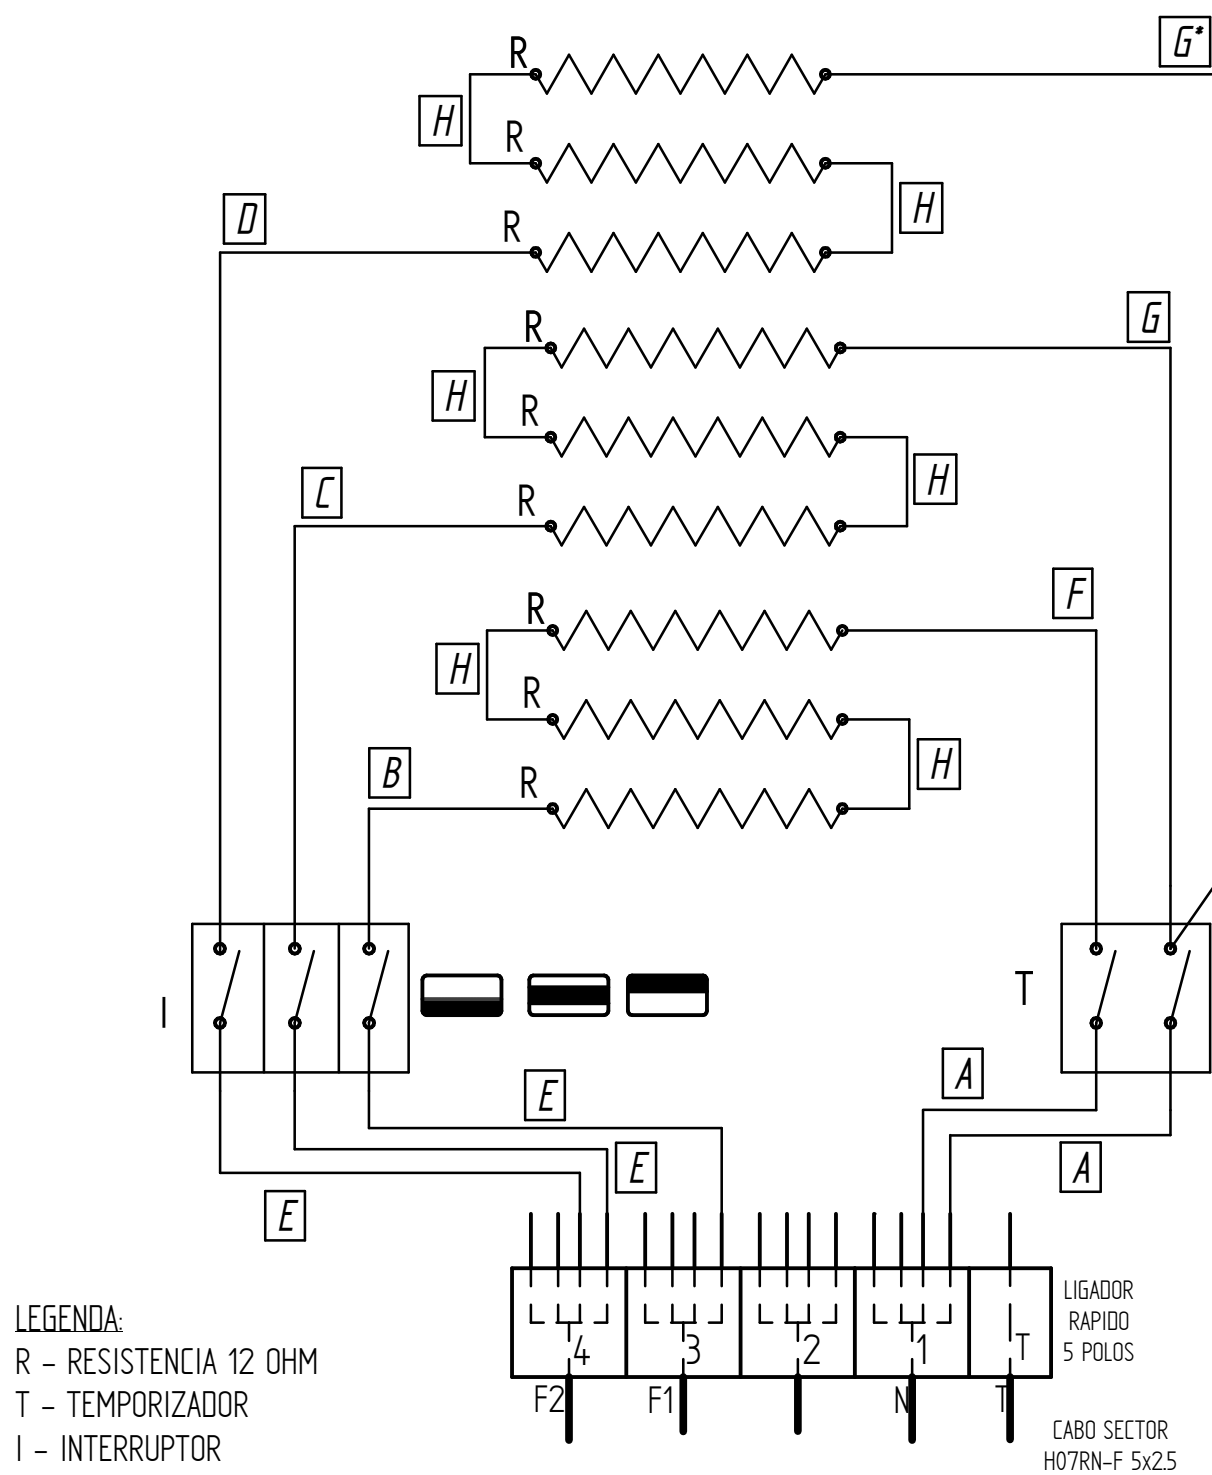 R
G*
H
R
H
D
R
R
G
H
R
H
C
R
R
F
H
R
H
B
R
I
T
E
A
E
A
E
4
3
2
1
T
LIGADOR
RAPIDO
5 POLOS
F2
F1
N
T
CABO SECTOR
H07RN-F 5x2.5
LEGENDA:
R - RESISTENCIA 12 OHM
T - TEMPORIZADOR
I - INTERRUPTOR